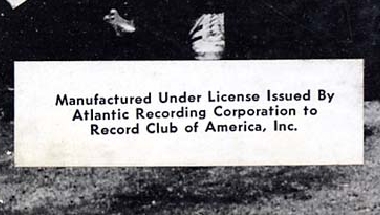 Manufactured Under License Issued By
Atlantic Recording Corporation to
Record Club of America, Inc.